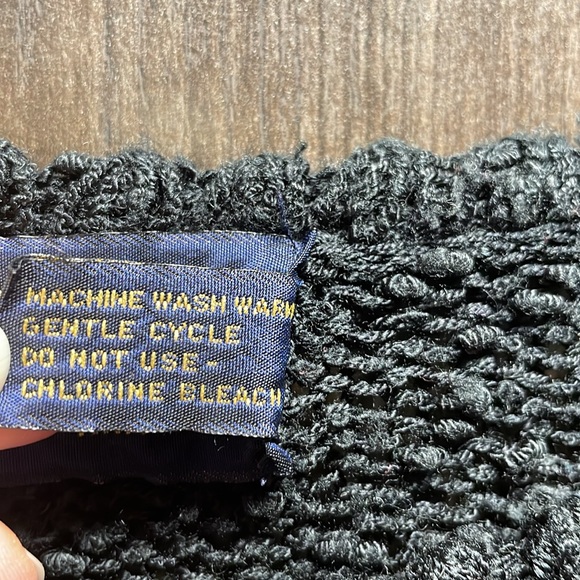 MACHINE WASH WARM
GENTLE CYCLE
DO NOT USE -
CHLORINE BLEACH